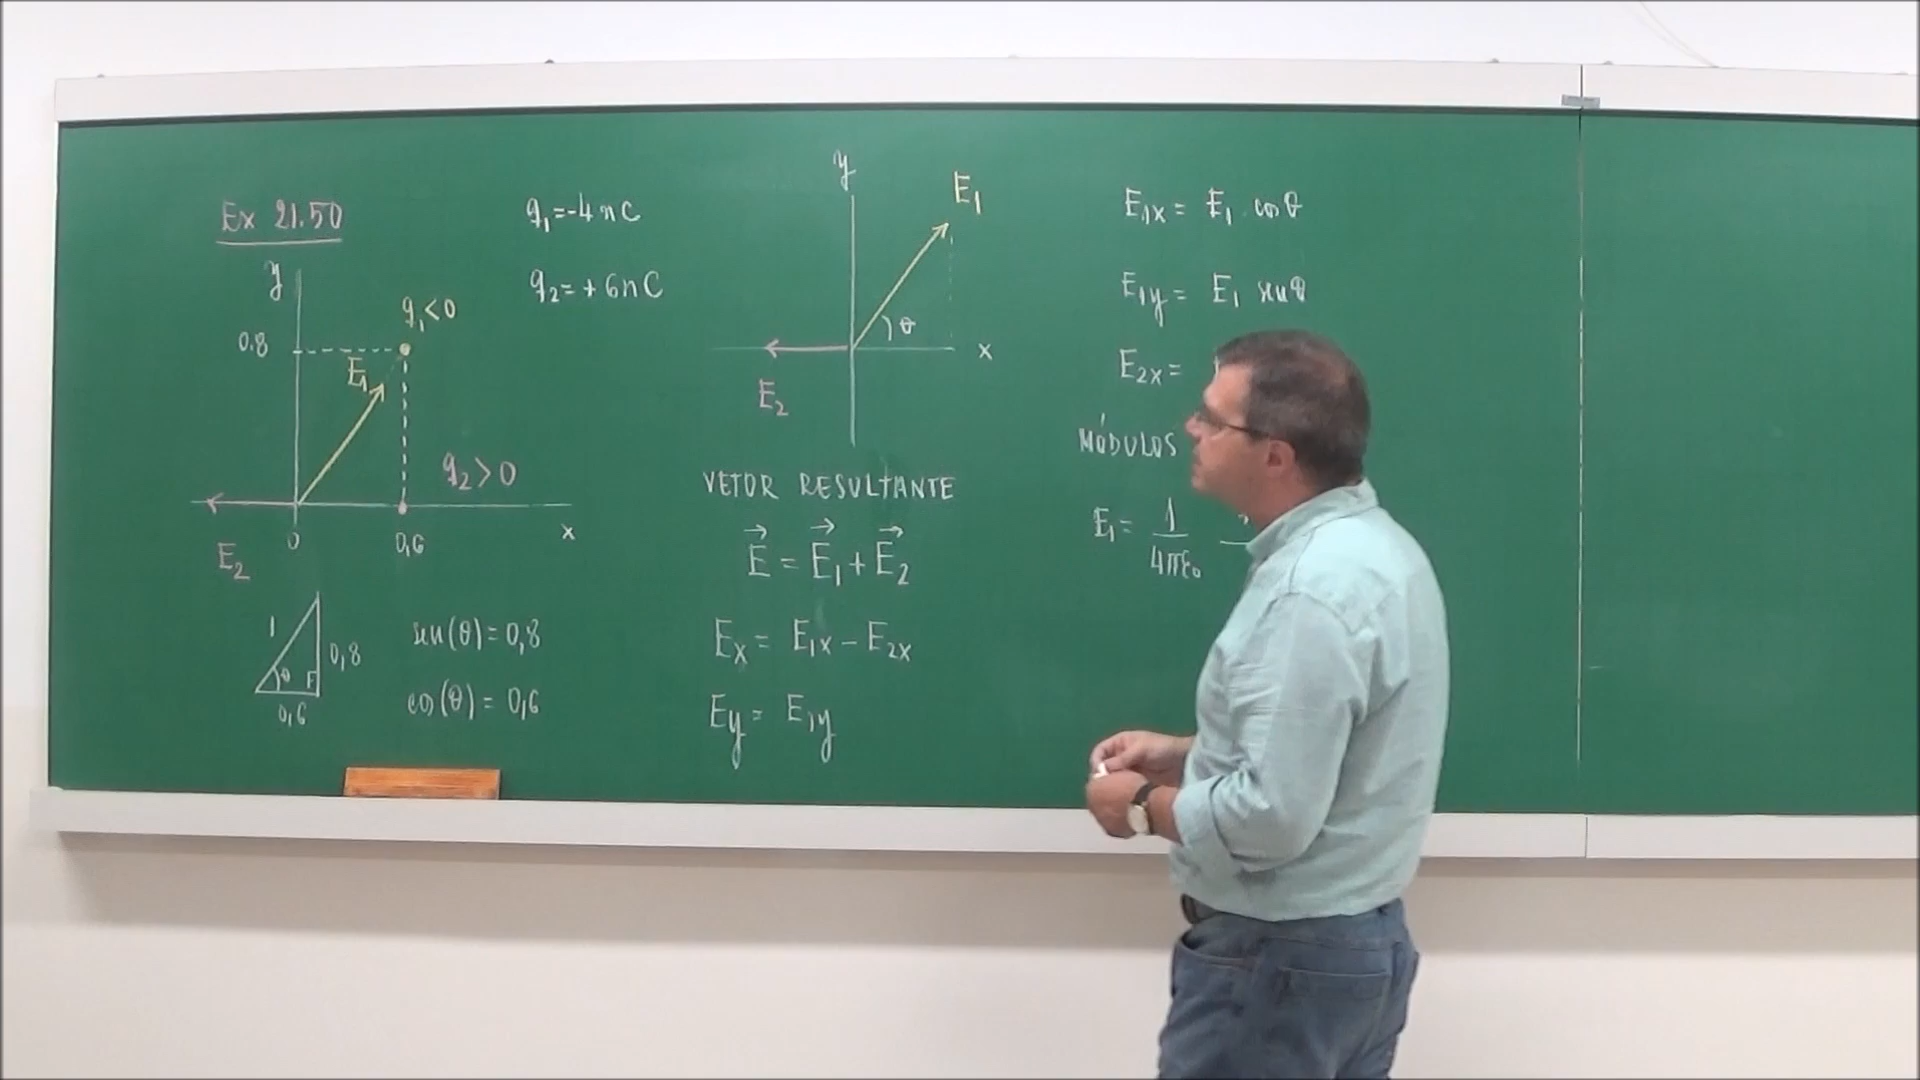 Ex 21.50
y
q₁<0
0.8
E₁
q₂>0
0
0,6
x
E₂
1
θ
0,8
0,6
sen(θ)=0,8
cos(θ)=0,6
q₁=-4nC
q₂=+6nC
y
E₁
θ
x
E₂
VETOR RESULTANTE
E⃗ = E⃗₁ + E⃗₂
Eₓ = E₁ₓ - E₂ₓ
Ey = E₁y
E₁ₓ = E₁ cosθ
E₁y = E₁ senθ
E₂ₓ =
MÓDULOS
E₁ = 1/4πε₀